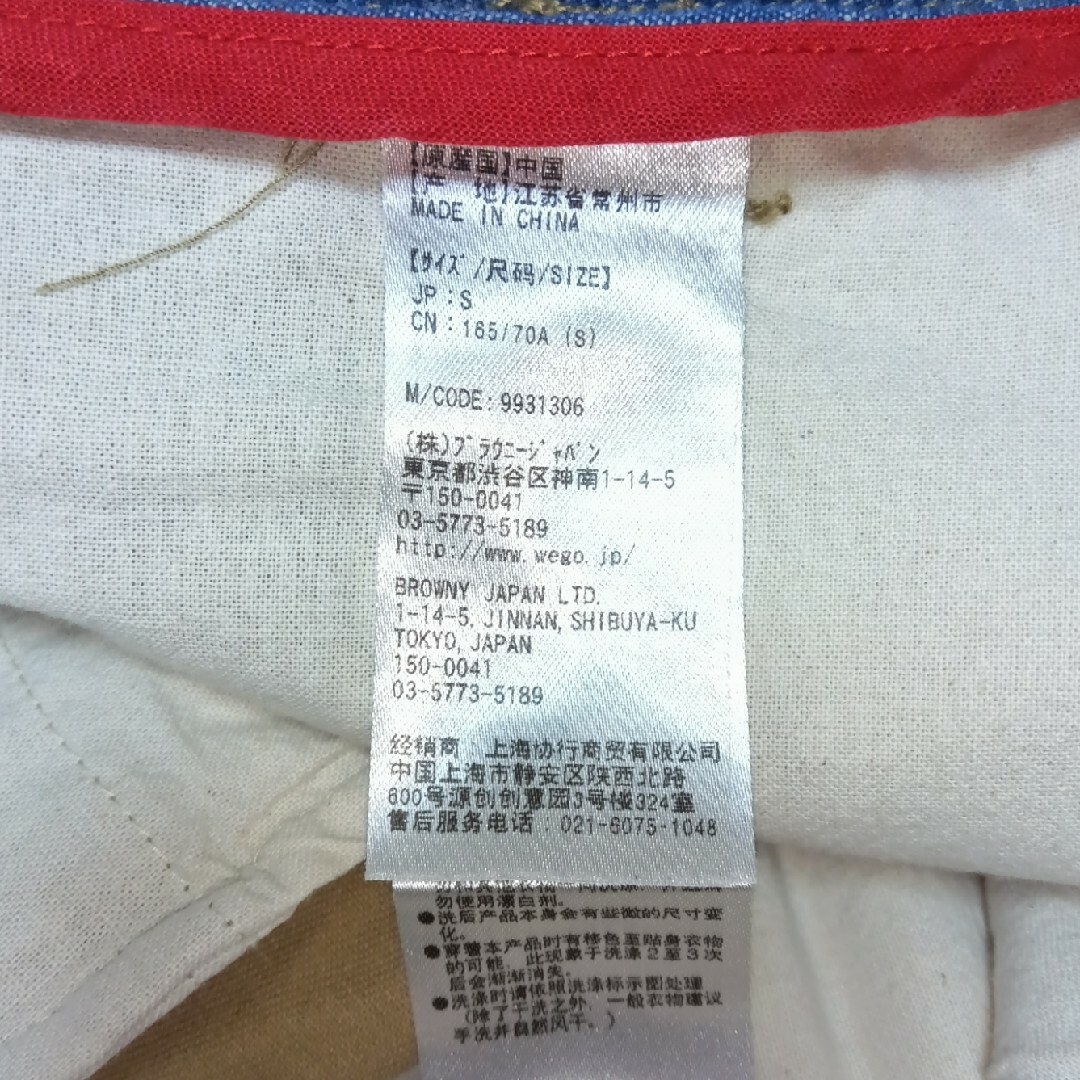 【原産国】中国
【产　地】江苏省常州市
MADE IN CHINA
【サイズ/尺码/SIZE】
JP：S
CN：165/70A (S)
M/CODE：9931306
(株)ブラウニージャパン
東京都渋谷区神南1-14-5
〒150-0041
03-5773-5189
http://www.wego.jp/
BROWNY JAPAN LTD.
1-14-5, JINNAN, SHIBUYA-KU
TOKYO, JAPAN
150-0041
03-5773-5189
经销商　上海协行商贸有限公司
中国上海市静安区陕西北路
600号源创创意园3号楼324室
售后服务电话：021-6075-1048
勿使用漂白剂。
●洗后产品本身会有些微的尺寸变
化。
●穿著本产品时有移色至贴身衣物
的可能，此现象于洗涤2至3次
后会渐渐消失。
●洗涤时请依照洗涤标示图处理
(除了干洗之外，一般衣物建议
手洗并自然风干。)